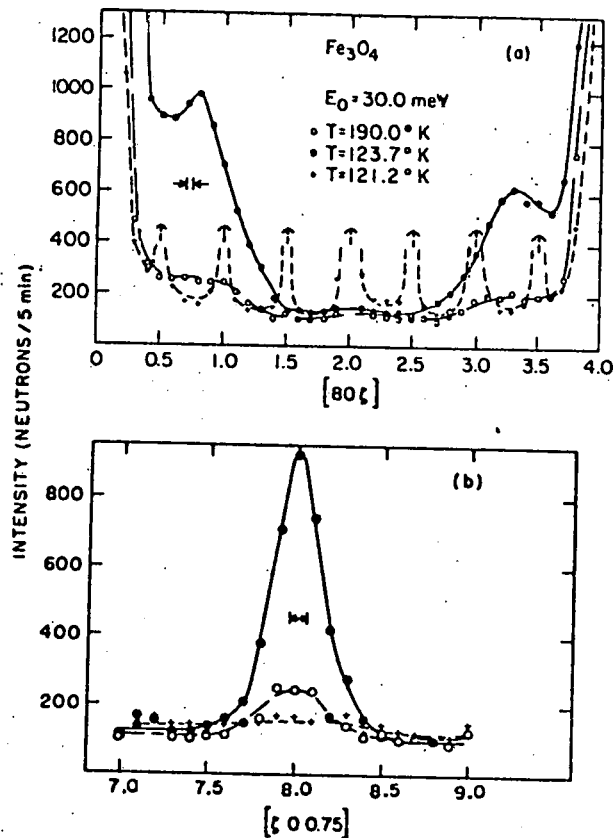 1200
1000
800
600
400
200
Fe₃O₄
(a)
E₀ = 30.0 meV
○ T=190.0° K
● T=123.7° K
+ T=121.2° K
0 0.5 1.0 1.5 2.0 2.5 3.0 3.5 4.0
[80ζ]
INTENSITY (NEUTRONS / 5 min)
(b)
800
600
400
200
7.0 7.5 8.0 8.5 9.0
[ζ 0 0.75]